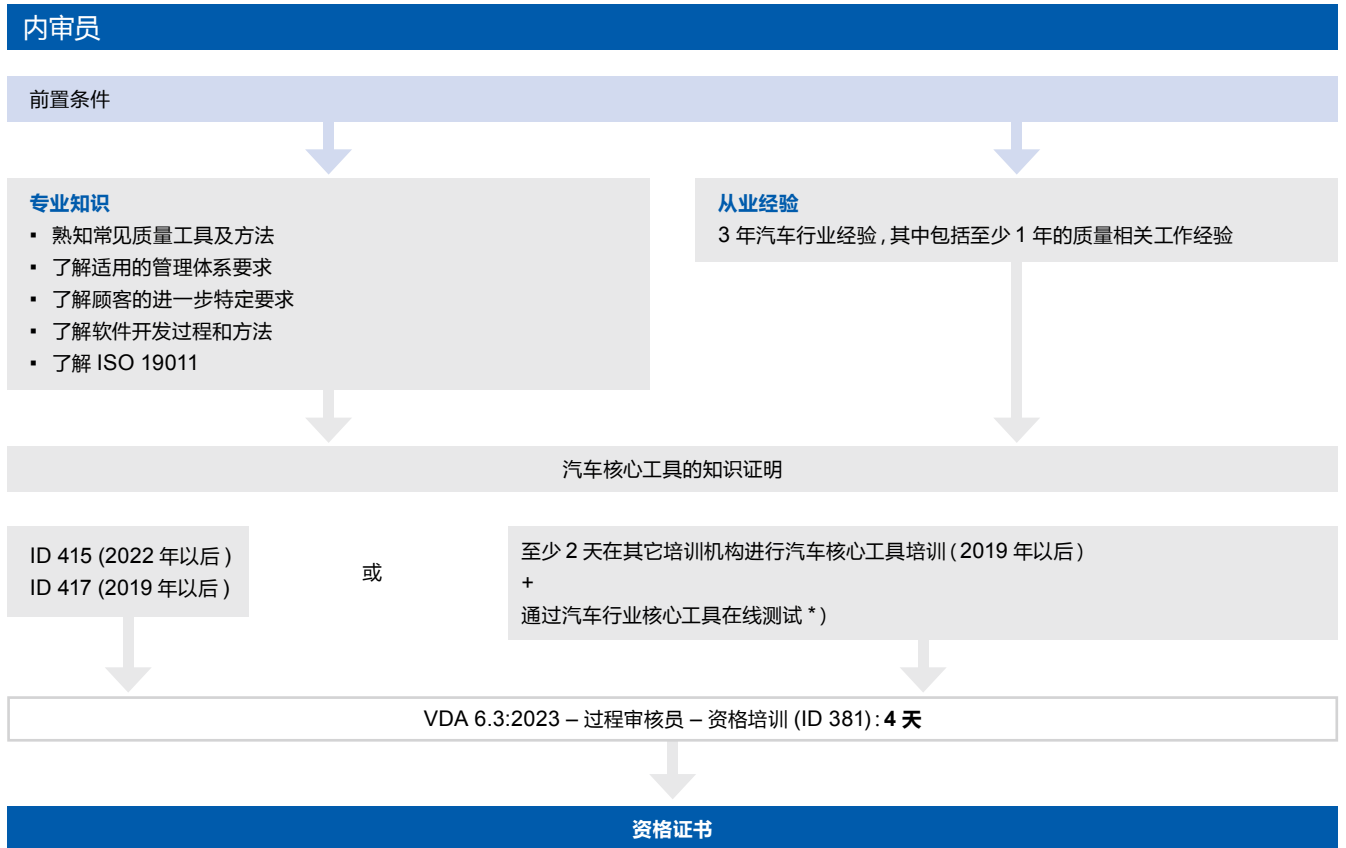 内审员
前置条件
专业知识
▪ 熟知常见质量工具及方法
▪ 了解适用的管理体系要求
▪ 了解顾客的进一步特定要求
▪ 了解软件开发过程和方法
▪ 了解 ISO 19011
从业经验
3 年汽车行业经验,其中包括至少 1 年的质量相关工作经验
汽车核心工具的知识证明
ID 415 (2022 年以后)
ID 417 (2019 年以后)
或
至少 2 天在其它培训机构进行汽车核心工具培训(2019 年以后)
+
通过汽车行业核心工具在线测试 *)
VDA 6.3:2023 – 过程审核员 – 资格培训 (ID 381): 4 天
资格证书